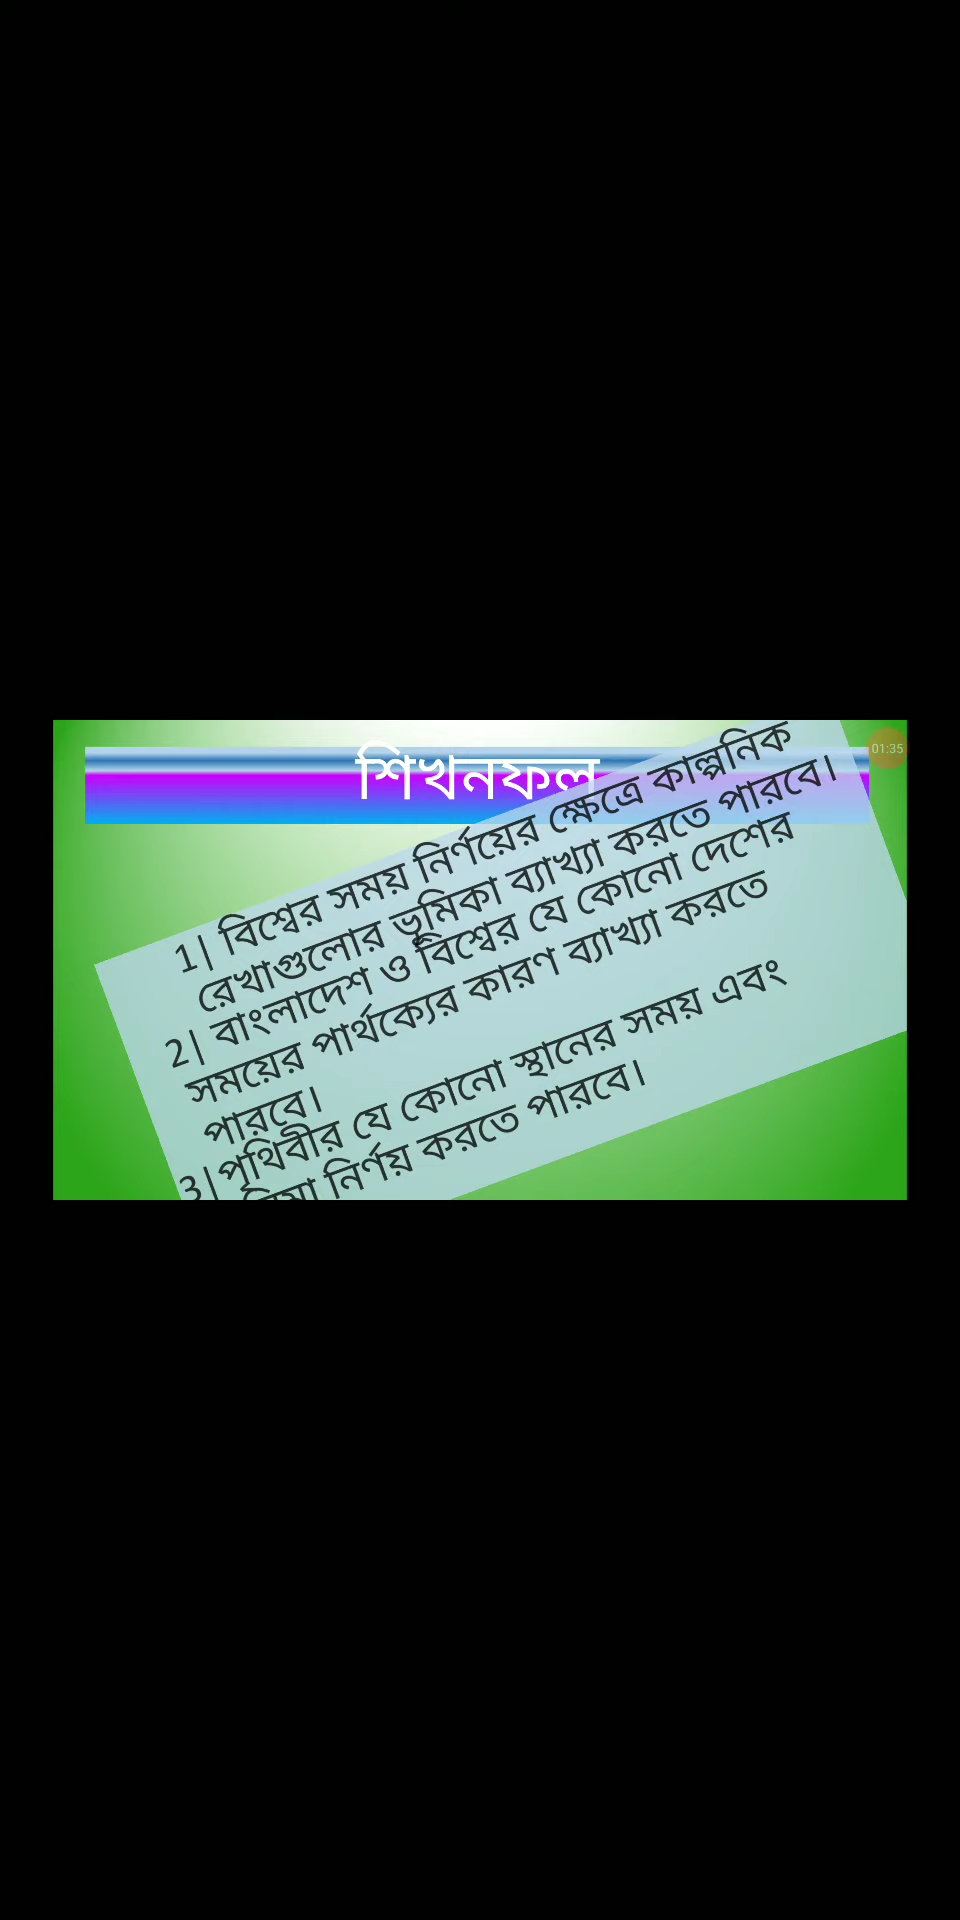 শিখনফল
01:35
1| বিশ্বের সময় নির্ণয়ের ক্ষেত্রে কাল্পনিক
রেখাগুলোর ভূমিকা ব্যাখ্যা করতে পারবে।
2| বাংলাদেশ ও বিশ্বের যে কোনো দেশের
সময়ের পার্থক্যের কারণ ব্যাখ্যা করতে
পারবে।
3|পৃথিবীর যে কোনো স্থানের সময় এবং
নির্ণয় করতে পারবে।